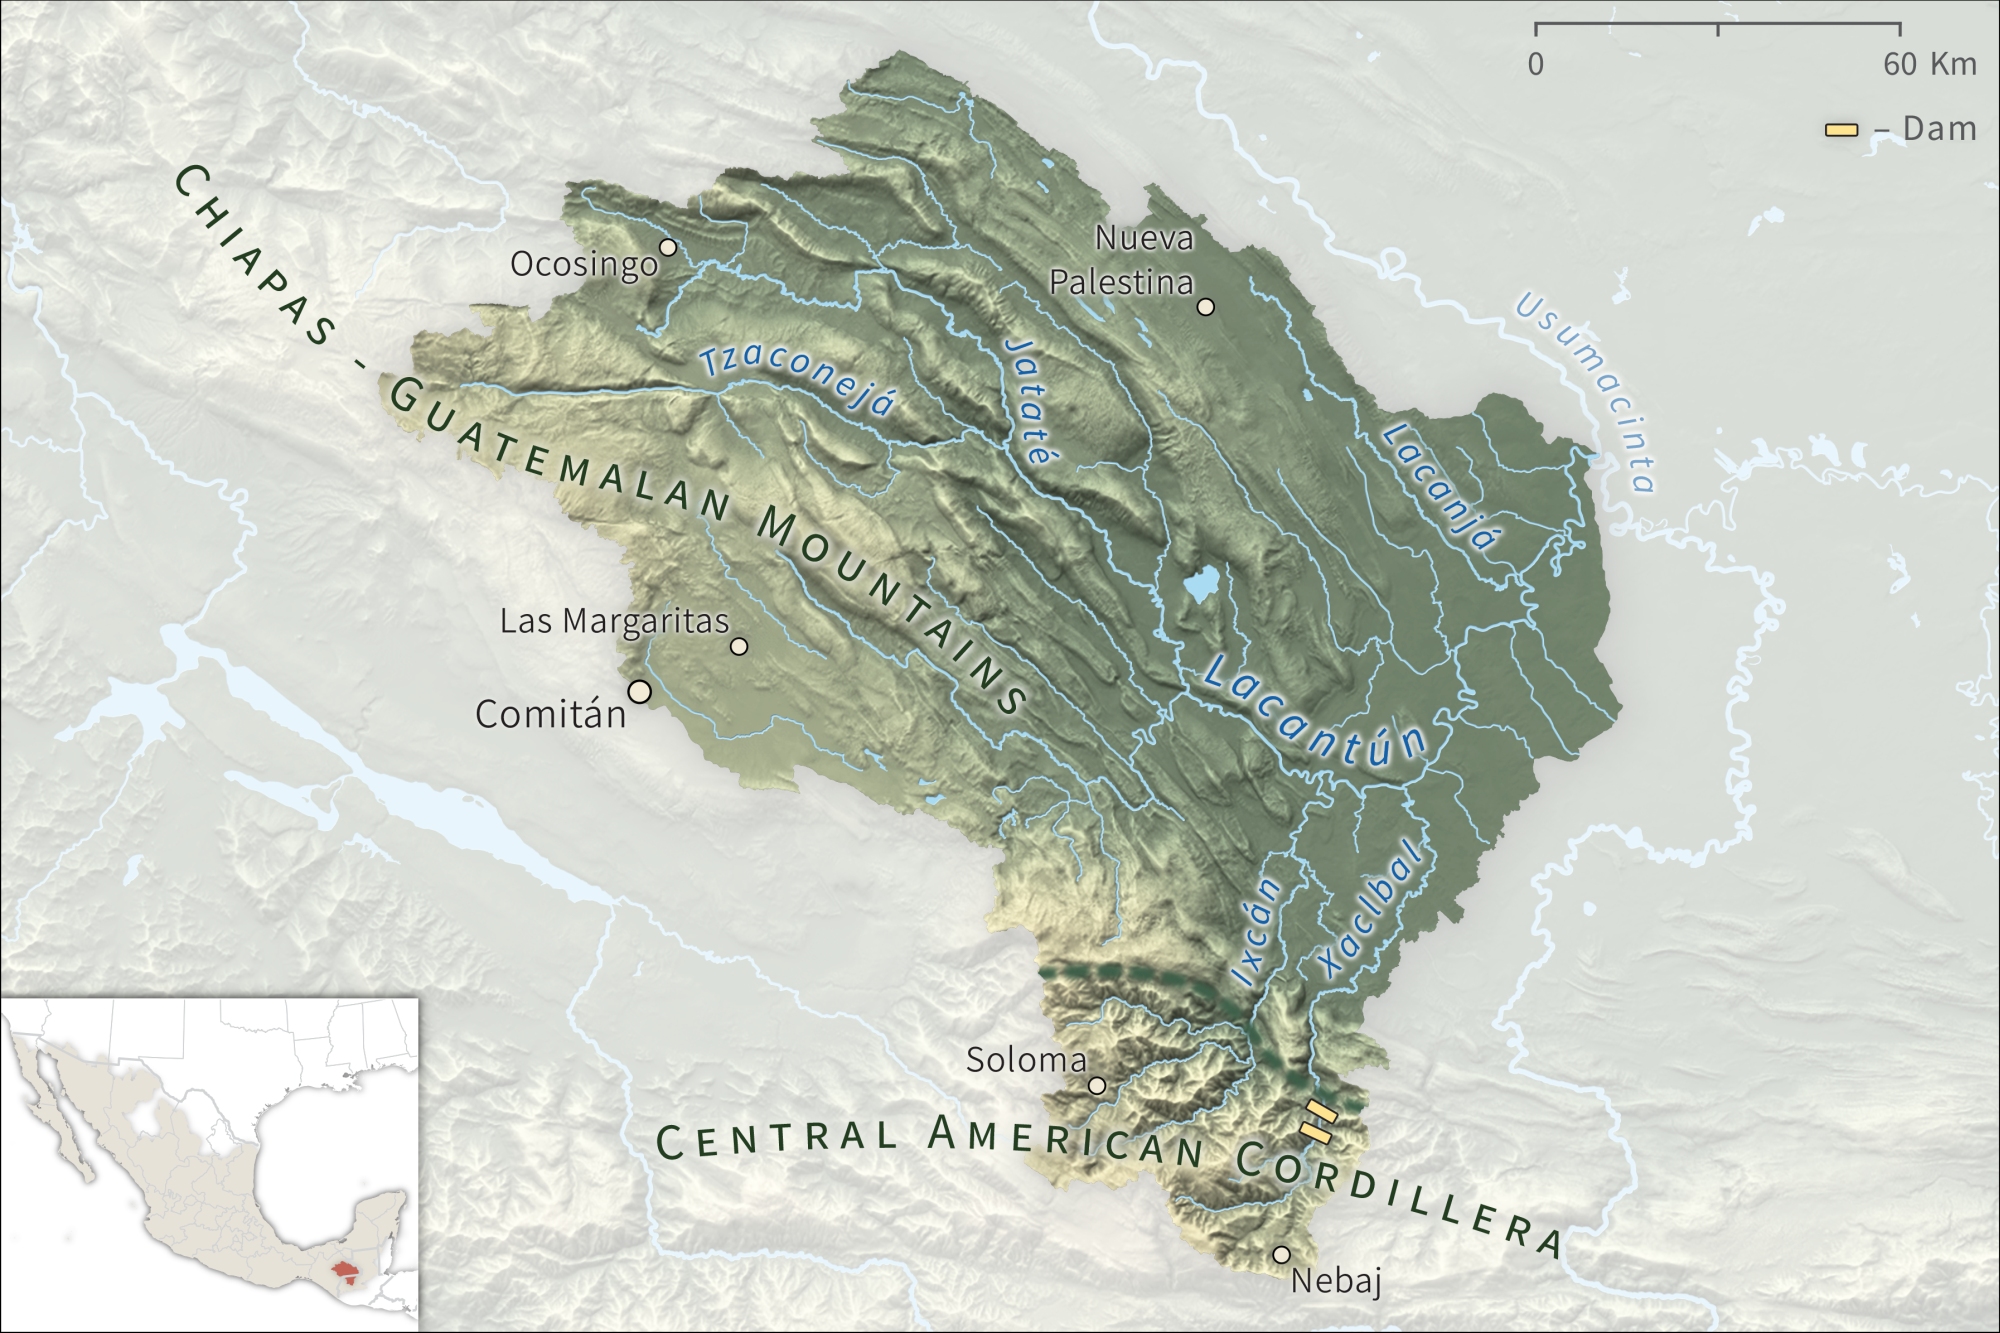 0 60 Km
– Dam
CHIAPAS - GUATEMALAN MOUNTAINS
Ocosingo
Nueva
Palestina
Usumacinta
Tzaconejá
Jataté
Lacanjá
Las Margaritas
Comitán
Lacantún
Ixcán
Xaclbal
Soloma
CENTRAL AMERICAN CORDILLERA
Nebaj